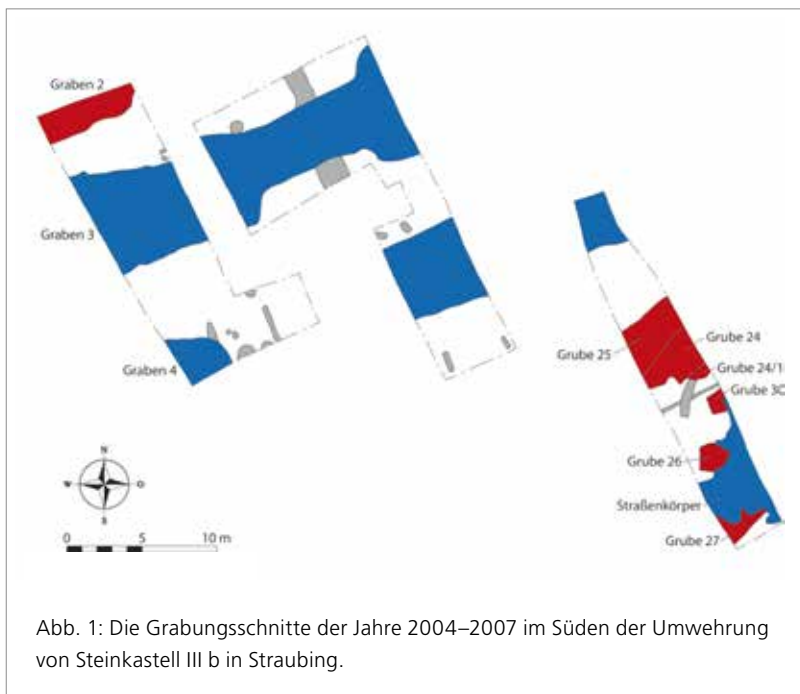 Graben 2
Graben 3
Graben 4
Grube 25
Grube 24
Grube 24/1
Grube 30
Grube 26
Straßenkörper
Grube 27
N
W O
S
0 5 10 m
Abb. 1: Die Grabungsschnitte der Jahre 2004–2007 im Süden der Umwehrung
von Steinkastell III b in Straubing.